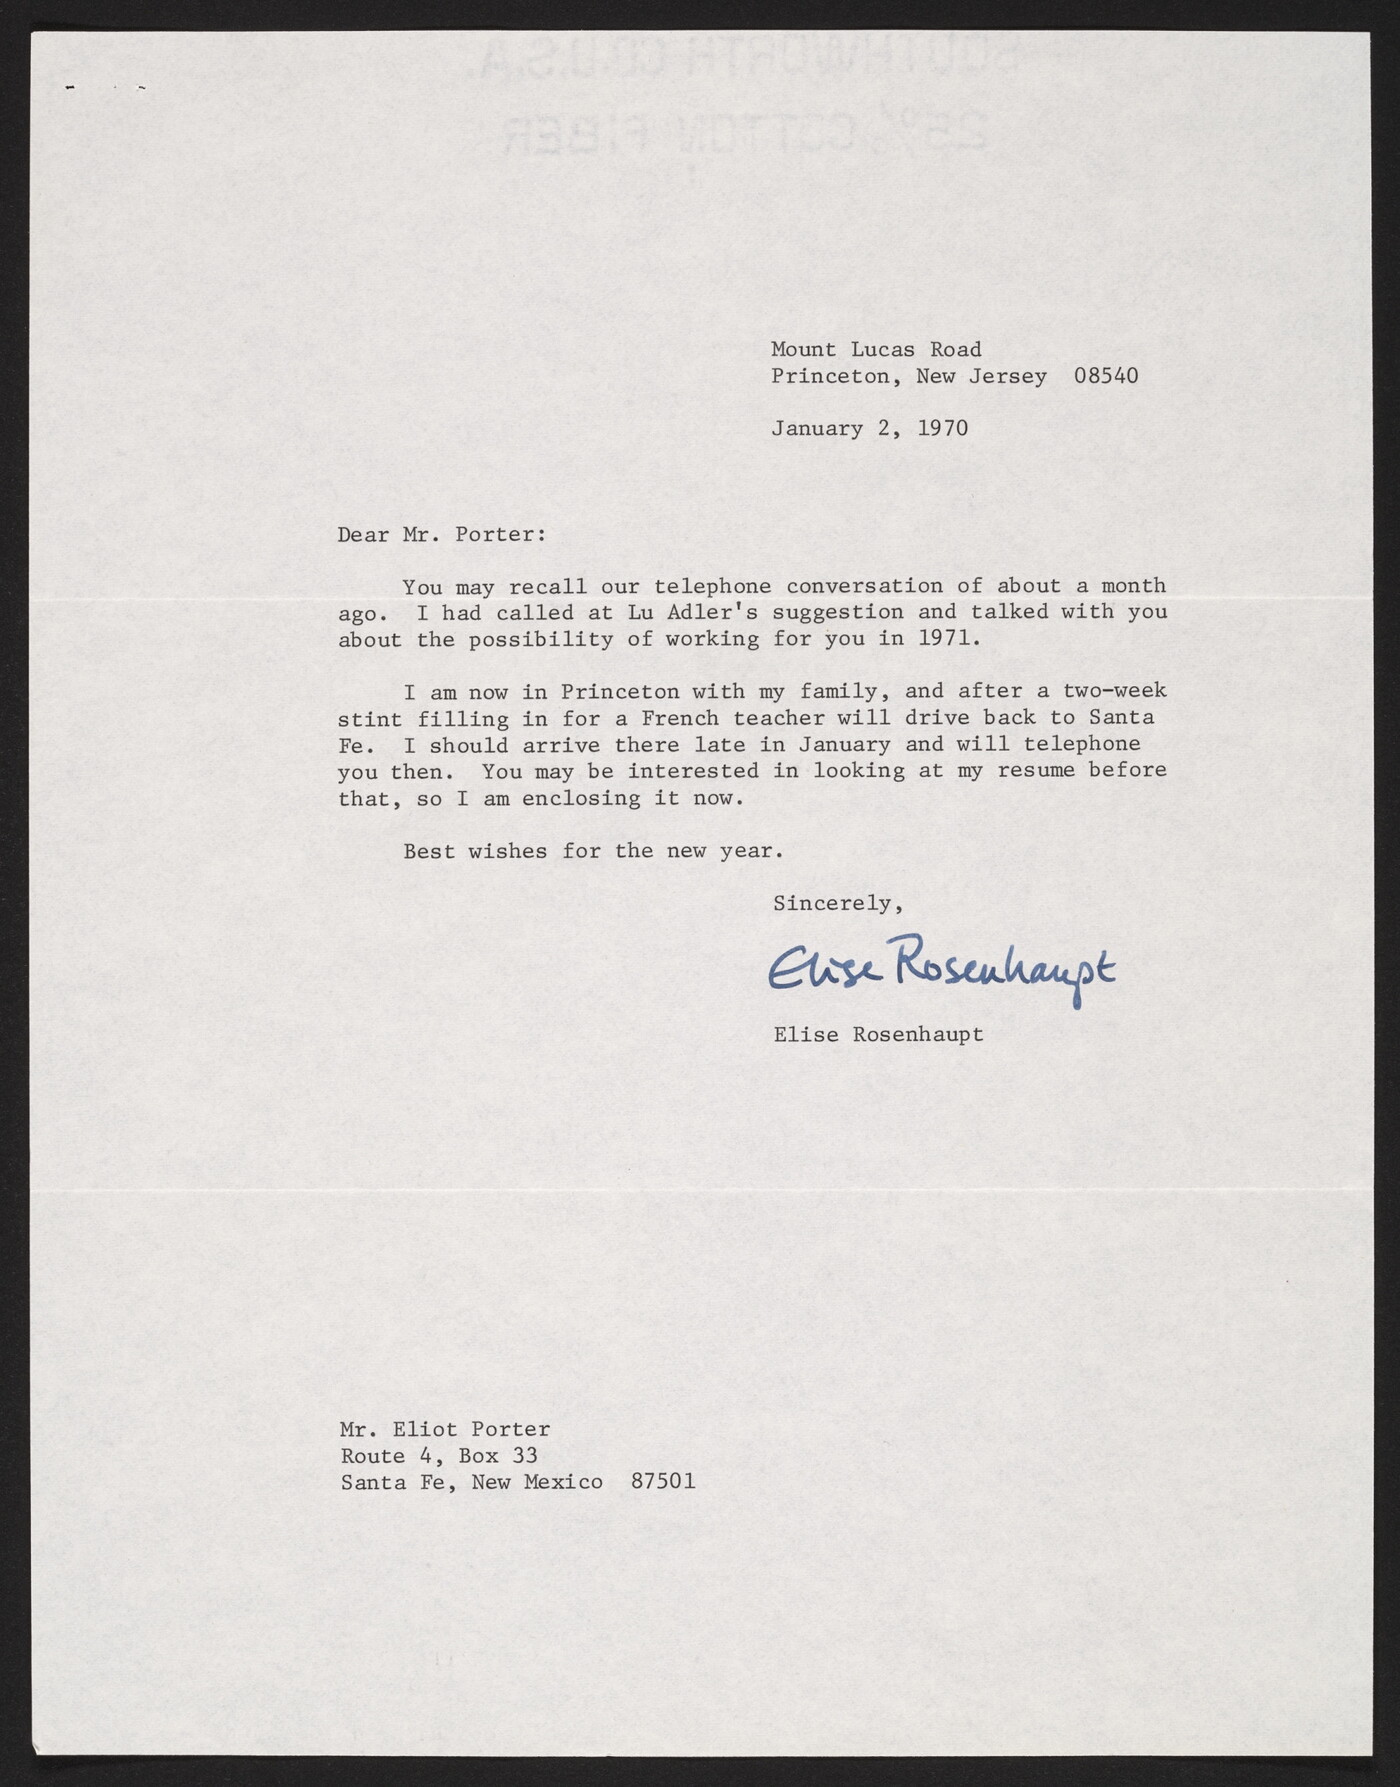 SOUTHWORTH CO. U.S.A.
25% COTTON FIBER
Mount Lucas Road
Princeton, New Jersey 08540
January 2, 1970
Dear Mr. Porter:
You may recall our telephone conversation of about a month
ago. I had called at Lu Adler's suggestion and talked with you
about the possibility of working for you in 1971.
I am now in Princeton with my family, and after a two-week
stint filling in for a French teacher will drive back to Santa
Fe. I should arrive there late in January and will telephone
you then. You may be interested in looking at my resume before
that, so I am enclosing it now.
Best wishes for the new year.
Sincerely,
Elise Rosenhaupt
Elise Rosenhaupt
Mr. Eliot Porter
Route 4, Box 33
Santa Fe, New Mexico 87501